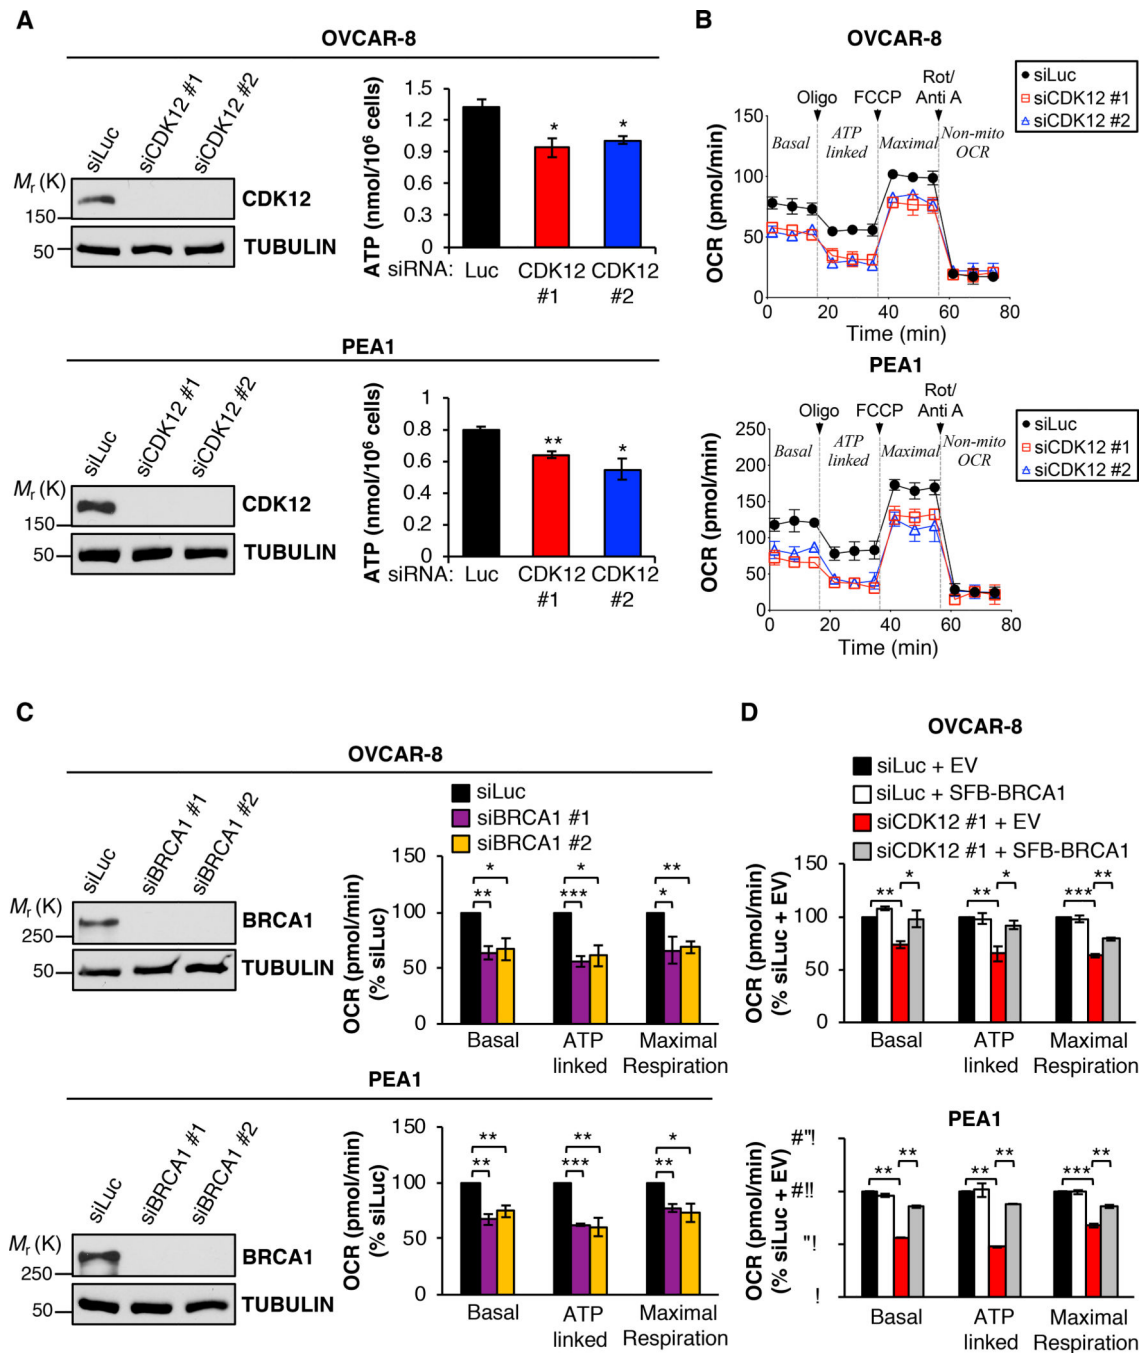 A
OVCAR-8
siLuc
siCDK12 #1
siCDK12 #2
Mr (K)
150
CDK12
50
TUBULIN
ATP (nmol/10⁶ cells)
1.5
1.2
0.9
0.6
0.3
0
*
*
siRNA: Luc CDK12 #1 CDK12 #2
PEA1
siLuc
siCDK12 #1
siCDK12 #2
Mr (K)
150
CDK12
50
TUBULIN
ATP (nmol/10⁶ cells)
1
0.8
0.6
0.4
0.2
0
**
*
siRNA: Luc CDK12 #1 CDK12 #2
B
OVCAR-8
siLuc
siCDK12 #1
siCDK12 #2
Oligo
FCCP
Rot/
Anti A
Basal
ATP
linked
Maximal
Non-mito
OCR
OCR (pmol/min)
150
100
50
0
0 20 40 60 80
Time (min)
PEA1
siLuc
siCDK12 #1
siCDK12 #2
Oligo
FCCP
Rot/
Anti A
Basal
ATP
linked
Maximal
Non-mito
OCR
OCR (pmol/min)
250
200
150
100
50
0
0 20 40 60 80
Time (min)
C
OVCAR-8
siLuc
siBRCA1 #1
siBRCA1 #2
Mr (K)
250
BRCA1
50
TUBULIN
siLuc
siBRCA1 #1
siBRCA1 #2
OCR (pmol/min)
(% siLuc)
150
100
50
0
* ** * *** ** *
Basal
ATP
linked
Maximal
Respiration
PEA1
siLuc
siBRCA1 #1
siBRCA1 #2
Mr (K)
250
BRCA1
50
TUBULIN
OCR (pmol/min)
(% siLuc)
150
100
50
0
** ** ** *** * **
Basal
ATP
linked
Maximal
Respiration
D
OVCAR-8
siLuc + EV
siLuc + SFB-BRCA1
siCDK12 #1 + EV
siCDK12 #1 + SFB-BRCA1
OCR (pmol/min)
(% siLuc + EV)
150
100
50
0
** * ** * *** **
Basal
ATP
linked
Maximal
Respiration
PEA1
OCR (pmol/min)
(% siLuc + EV)
#"!
#!!
"!
!
** ** ** ** *** **
Basal
ATP
linked
Maximal
Respiration